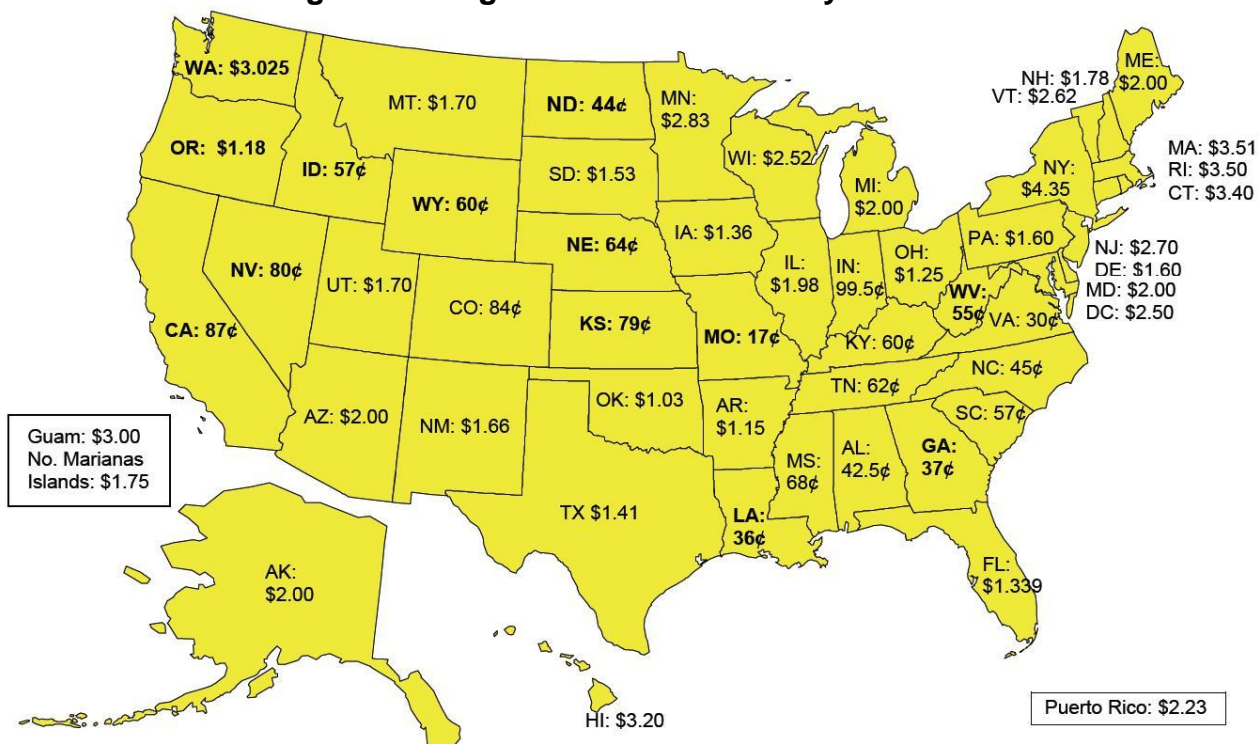 WA: $3.025
MT: $1.70
ND: 44¢
MN:
$2.83
ME:
$2.00
NH: $1.78
VT: $2.62
OR: $1.18
ID: 57¢
SD: $1.53
WI: $2.52
MI:
$2.00
NY:
$4.35
MA: $3.51
RI: $3.50
CT: $3.40
WY: 60¢
NE: 64¢
IA: $1.36
PA: $1.60
NJ: $2.70
DE: $1.60
MD: $2.00
DC: $2.50
NV: 80¢
UT: $1.70
CO: 84¢
IL:
$1.98
IN:
99.5¢
OH:
$1.25
WV:
55¢
VA: 30¢
CA: 87¢
KS: 79¢
MO: 17¢
KY: 60¢
NC: 45¢
TN: 62¢
SC: 57¢
AZ: $2.00
NM: $1.66
OK: $1.03
AR:
$1.15
MS:
68¢
AL:
42.5¢
GA:
37¢
Guam: $3.00
No. Marianas
Islands: $1.75
TX $1.41
LA:
36¢
FL:
$1.339
AK:
$2.00
HI: $3.20
Puerto Rico: $2.23